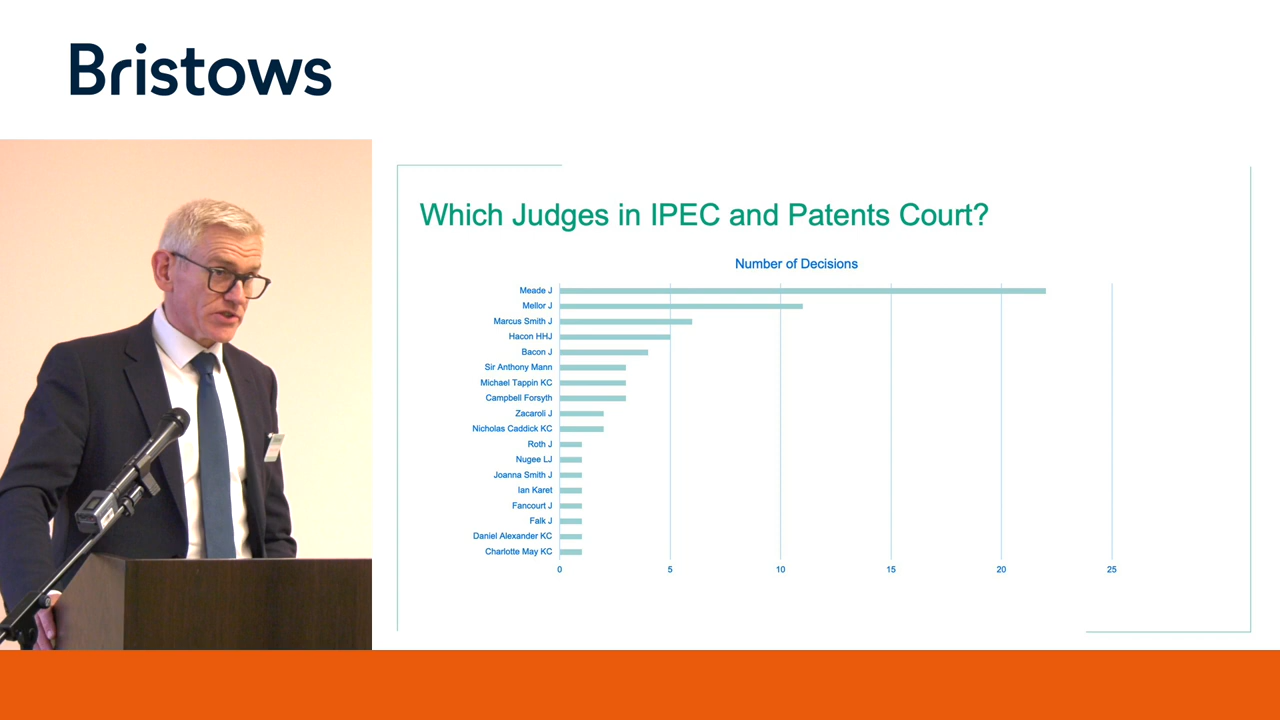 Bristows
Which Judges in IPEC and Patents Court?
Number of Decisions
Meade J
Mellor J
Marcus Smith J
Hacon HHJ
Bacon J
Sir Anthony Mann
Michael Tappin KC
Campbell Forsyth
Zacaroli J
Nicholas Caddick KC
Roth J
Nugee LJ
Joanna Smith J
Ian Karet
Fancourt J
Falk J
Daniel Alexander KC
Charlotte May KC
0 5 10 15 20 25